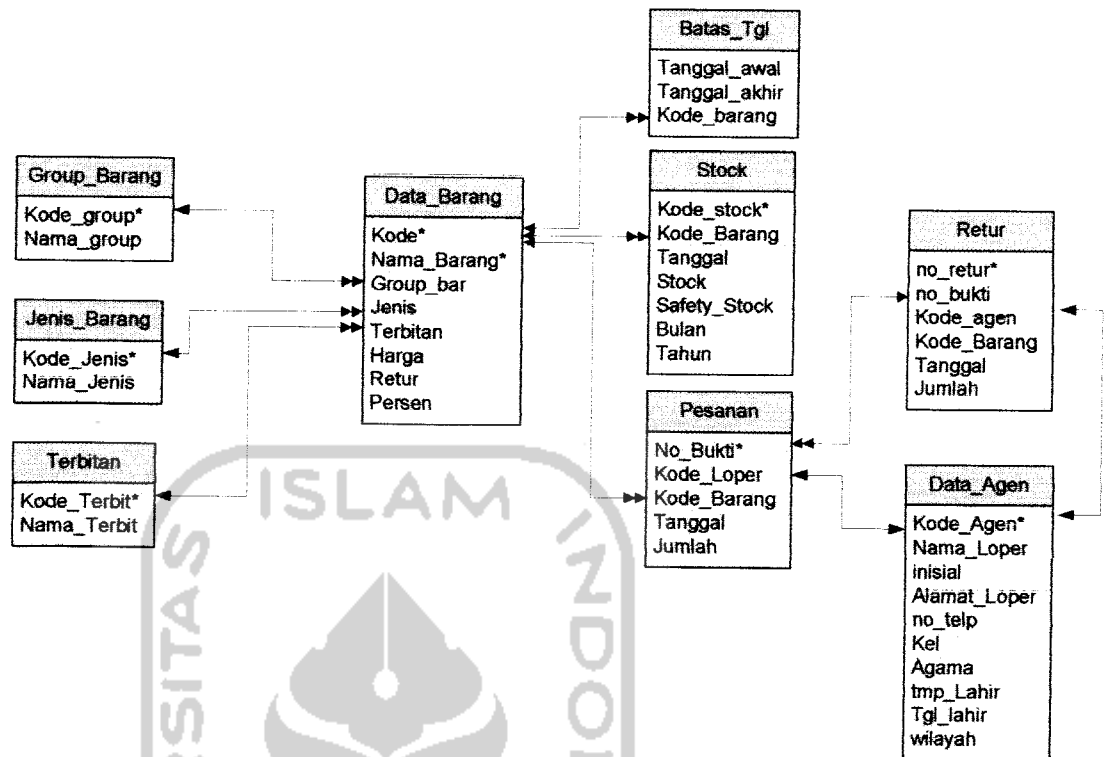 Batas_Tgl
Tanggal_awal
Tanggal_akhir
Kode_barang
Group_Barang
Kode_group*
Nama_group
Jenis_Barang
Kode_Jenis*
Nama_Jenis
Terbitan
Kode_Terbit*
Nama_Terbit
Data_Barang
Kode*
Nama_Barang*
Group_bar
Jenis
Terbitan
Harga
Retur
Persen
Stock
Kode_stock*
Kode_Barang
Tanggal
Stock
Safety_Stock
Bulan
Tahun
Pesanan
No_Bukti*
Kode_Loper
Kode_Barang
Tanggal
Jumlah
Retur
no_retur*
no_bukti
Kode_agen
Kode_Barang
Tanggal
Jumlah
Data_Agen
Kode_Agen*
Nama_Loper
inisial
Alamat_Loper
no_telp
Kel
Agama
tmp_Lahir
Tgl_lahir
wilayah
ISLAM
SITAS
INDO